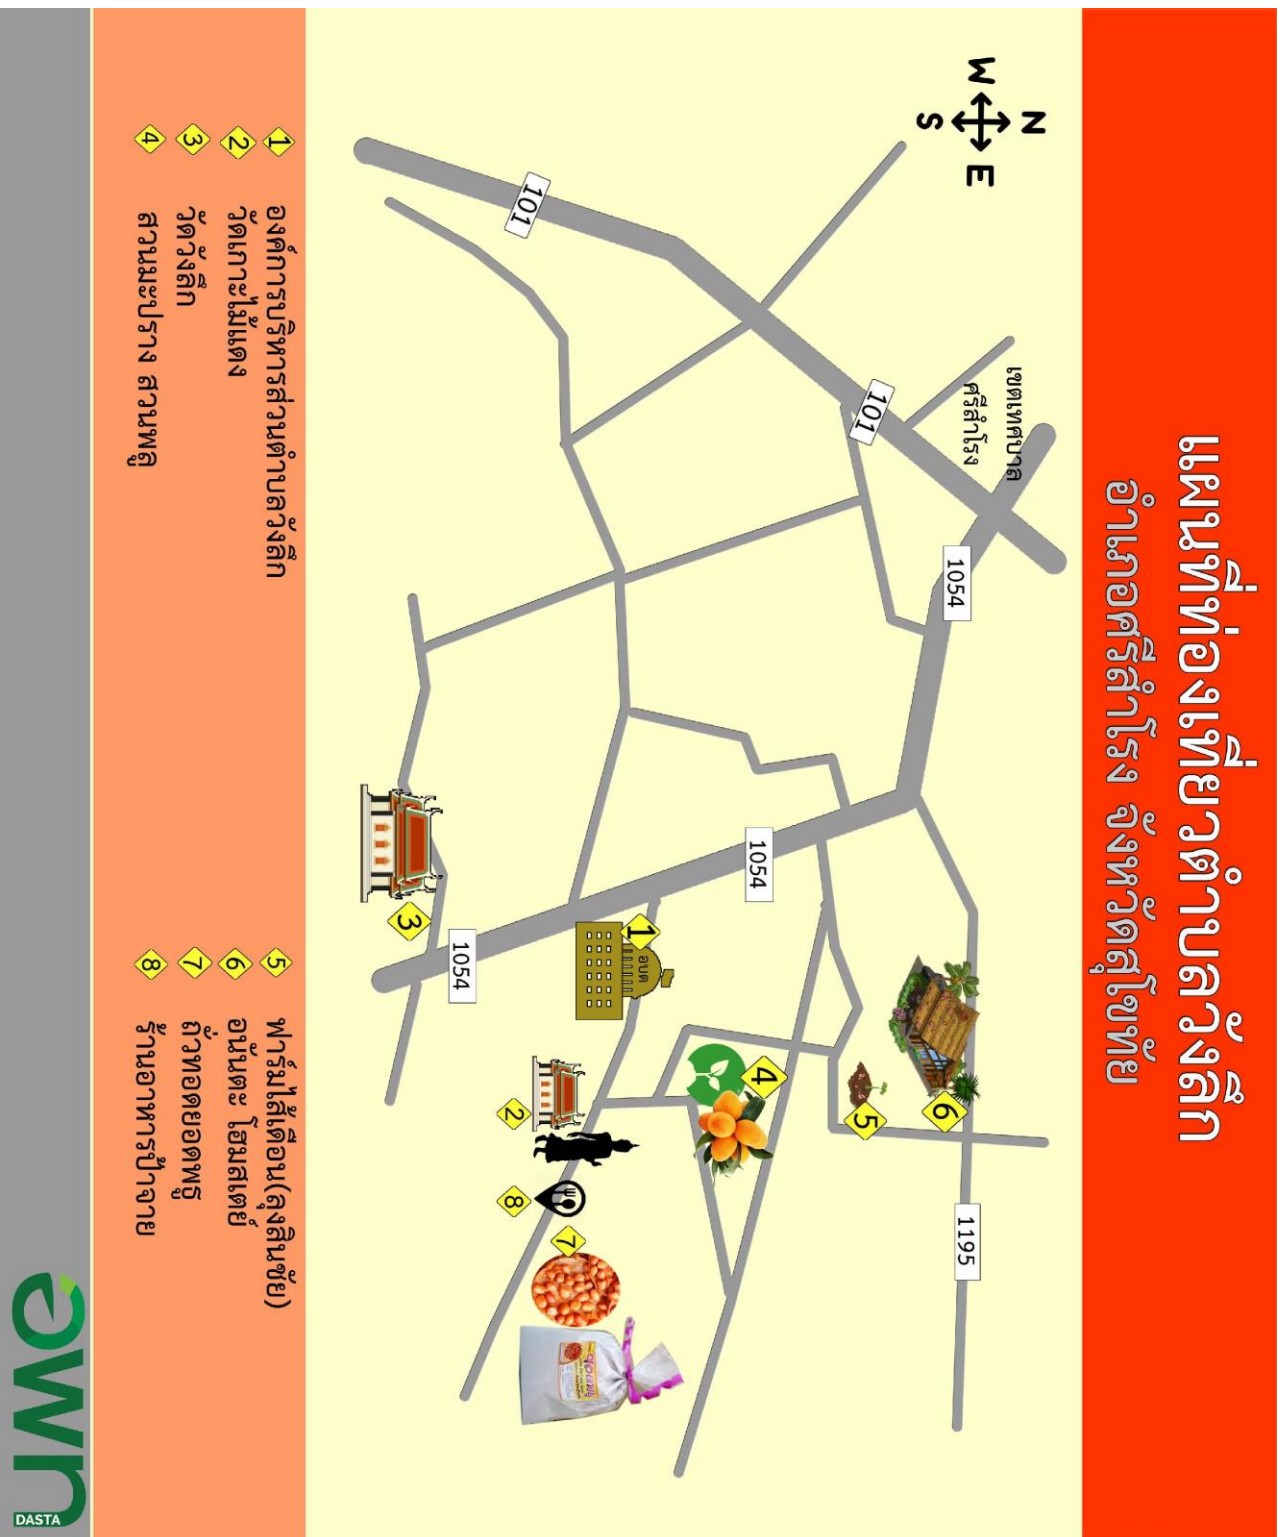 แผนที่ท่องเที่ยวตำบลวังลึก
อำเภอศรีสำโรง จังหวัดสุโขทัย
N
W
E
S
เขตเทศบาล
ศรีสำโรง
101
101
1054
1054
1054
1195
อบต
1
2
3
4
5
6
7
8
1 องค์การบริหารส่วนตำบลวังลึก
2 วัดเกาะไม้แดง
3 วัดวังลึก
4 สวนมะปราง สวนพลู
5 ฟาร์มไส้เดือน(ลุงสินชัย)
6 อนันตะ โฮมสเตย์
7 ถั่วทอดยอดพธู
8 ร้านอาหารป้าจาย
อพท
DASTA